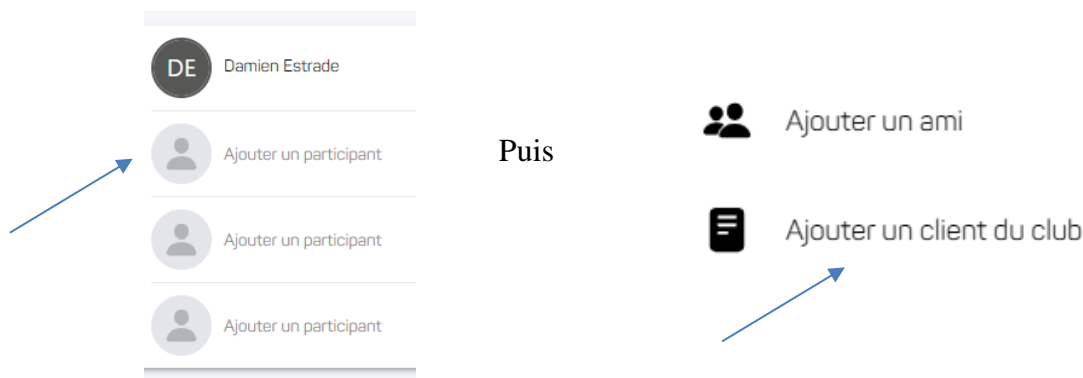 DE
Damien Estrade
Ajouter un participant
Ajouter un participant
Ajouter un participant
Puis
Ajouter un ami
Ajouter un client du club